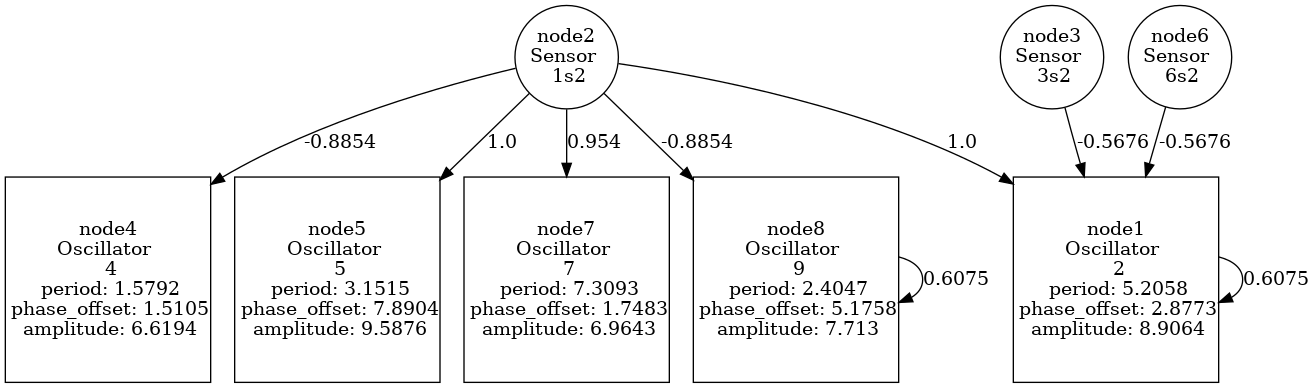 node2
Sensor
1s2
node3
Sensor
3s2
node6
Sensor
6s2
-0.8854
1.0
0.954
-0.8854
1.0
-0.5676
-0.5676
node4
Oscillator
4
period: 1.5792
phase_offset: 1.5105
amplitude: 6.6194
node5
Oscillator
5
period: 3.1515
phase_offset: 7.8904
amplitude: 9.5876
node7
Oscillator
7
period: 7.3093
phase_offset: 1.7483
amplitude: 6.9643
node8
Oscillator
9
period: 2.4047
phase_offset: 5.1758
amplitude: 7.713
0.6075
node1
Oscillator
2
period: 5.2058
phase_offset: 2.8773
amplitude: 8.9064
0.6075